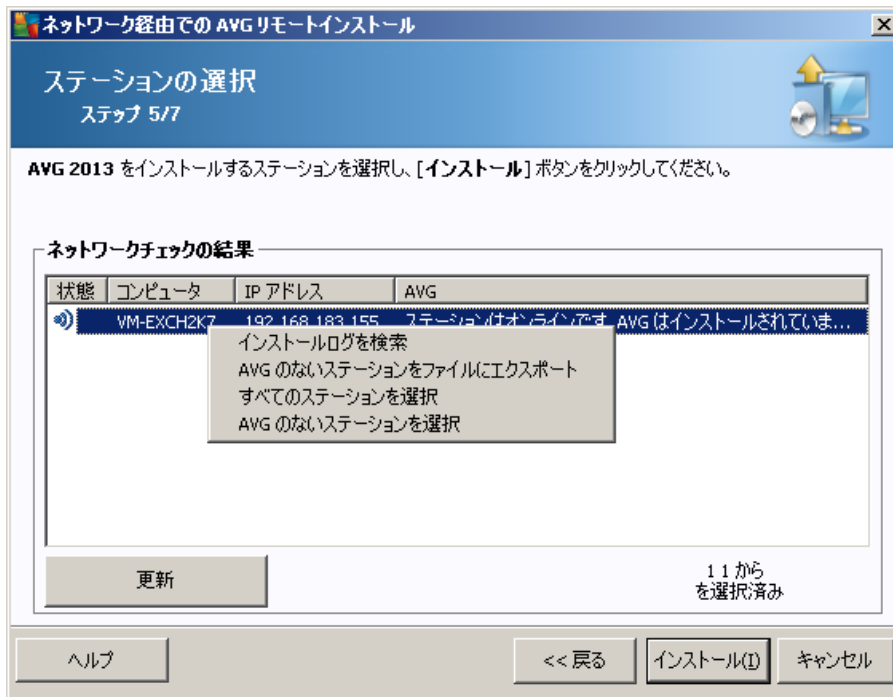 ネットワーク経由での AVG リモートインストール
ステーションの選択
ステップ 5/7
AVG 2013 をインストールするステーションを選択し、[インストール] ボタンをクリックしてください。
ネットワークチェックの結果
状態 コンピュータ IP アドレス AVG
VM-EXCH2K7 192.168.183.155 ステーションはオンラインです。AVG はインストールされていま...
インストールログを検索
AVG のないステーションをファイルにエクスポート
すべてのステーションを選択
AVG のないステーションを選択
更新
1 1 から
を選択済み
ヘルプ
<< 戻る
インストール(I)
キャンセル